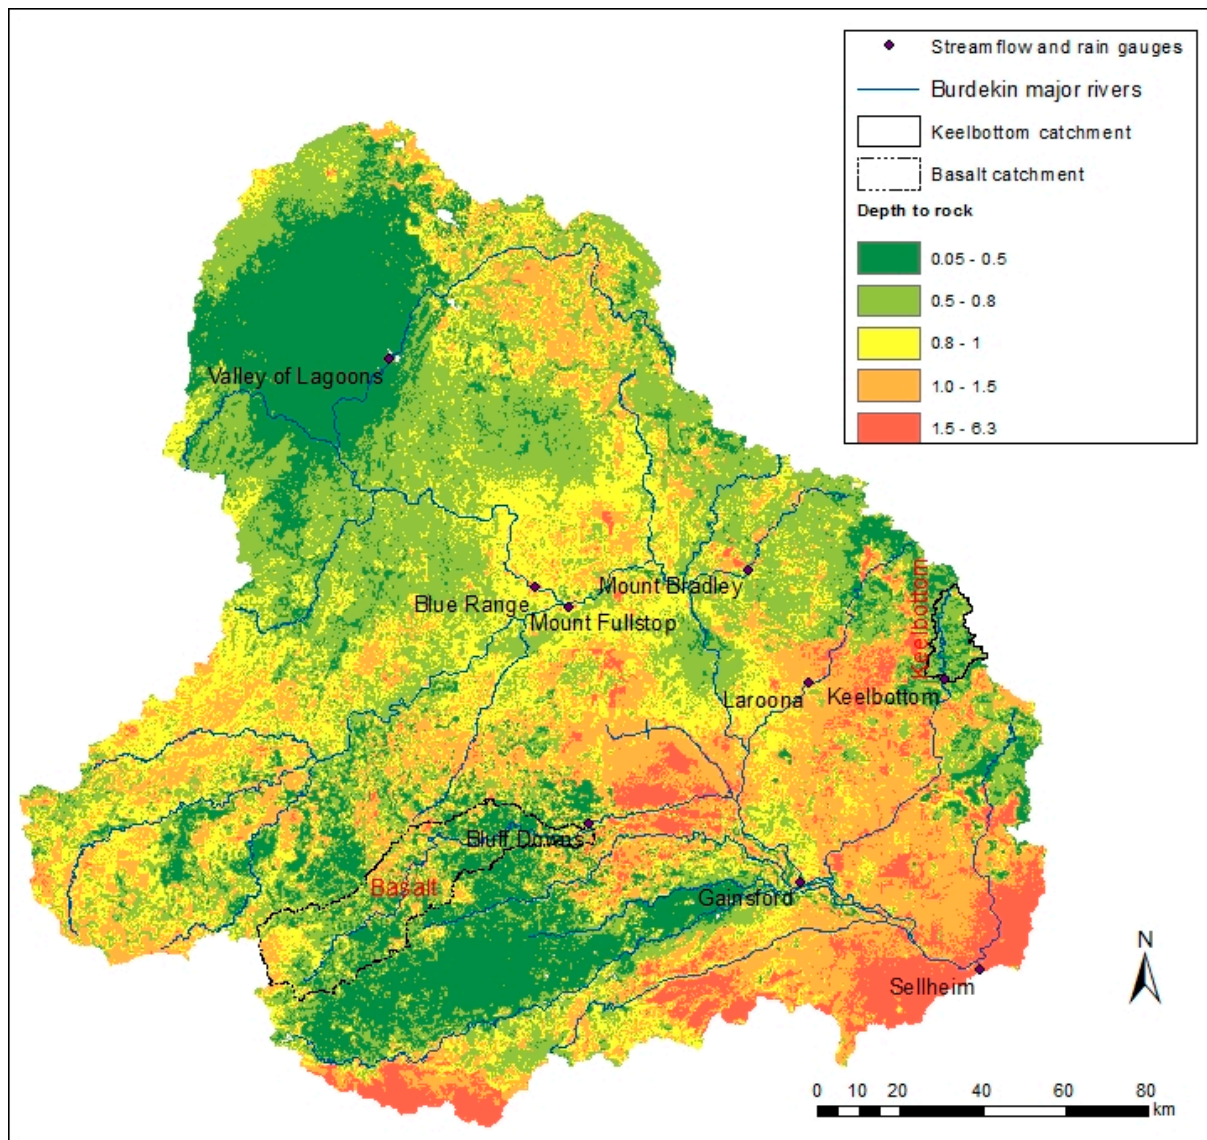 Streamflow and rain gauges
Burdekin major rivers
Keelbottom catchment
Basalt catchment
Depth to rock
0.05 - 0.5
0.5 - 0.8
0.8 - 1
1.0 - 1.5
1.5 - 6.3
Valley of Lagoons
Mount Bradley
Blue Range
Mount Fullstop
Keelbottom
Laroona
Keelbottom
Bluff Downs
Basalt
Gainsford
Sellheim
N
0 10 20 40 60 80
km